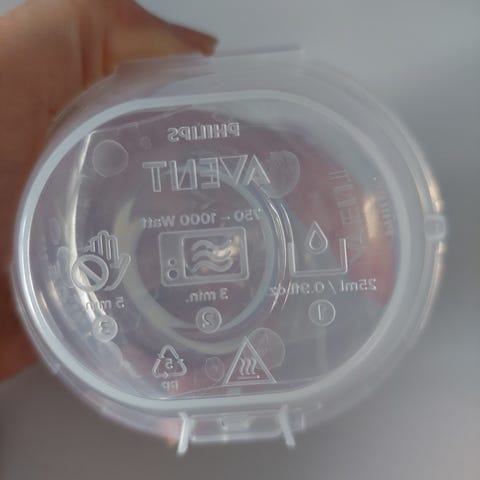 PHILIPS
AVENT
750 - 1000 Watt
25ml / 0.9fl.oz
3 min.
5 min.
1
2
3
5
PP